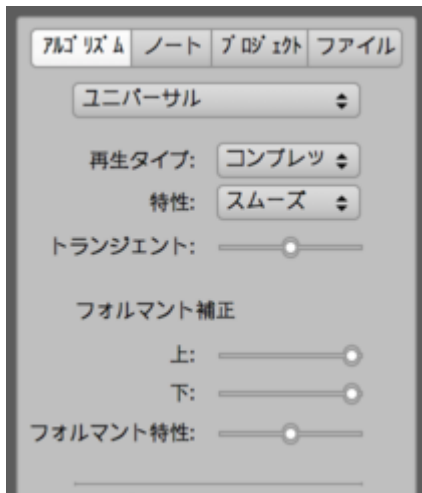 ｱﾙｺﾞﾘｽﾞﾑ ノート ﾌﾟﾛｼﾞｪｸﾄ ファイル
ユニバーサル
再生タイプ: コンプレッ
特性: スムーズ
トランジェント:
フォルマント補正
上:
下:
フォルマント特性: